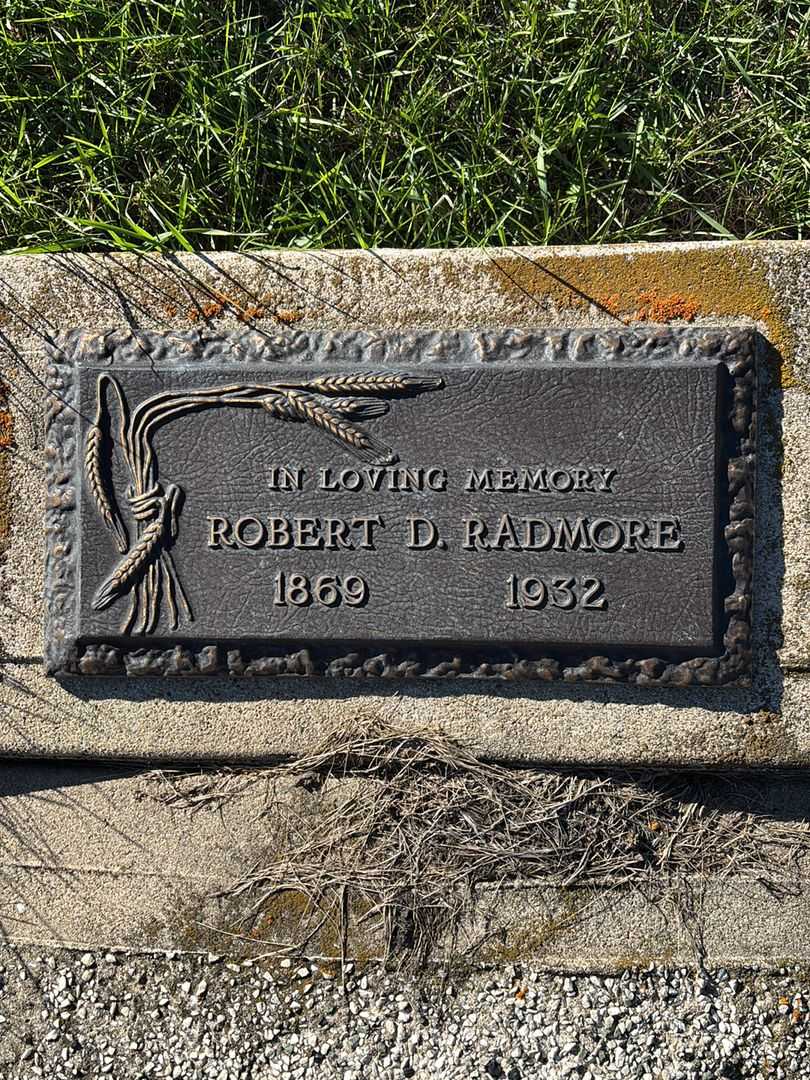 IN LOVING MEMORY
ROBERT D. RADMORE
1869 1932